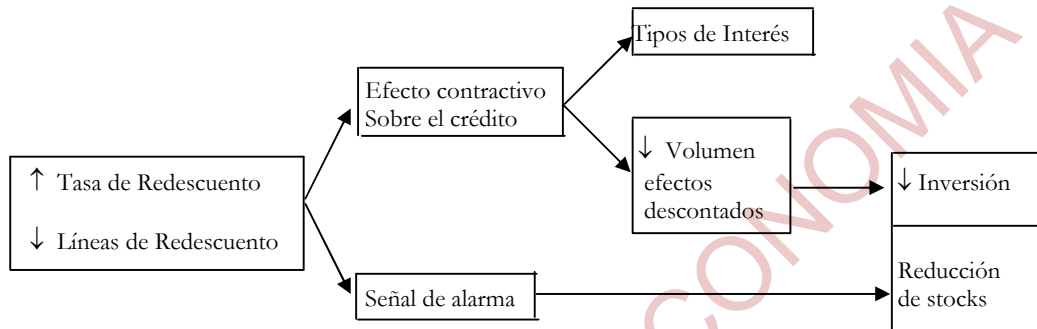 Tipos de Interés
Efecto contractivo
Sobre el crédito
↓ Volumen
efectos
descontados
↑ Tasa de Redescuento
↓ Líneas de Redescuento
↓ Inversión
Señal de alarma
Reducción
de stocks
CONOMIA